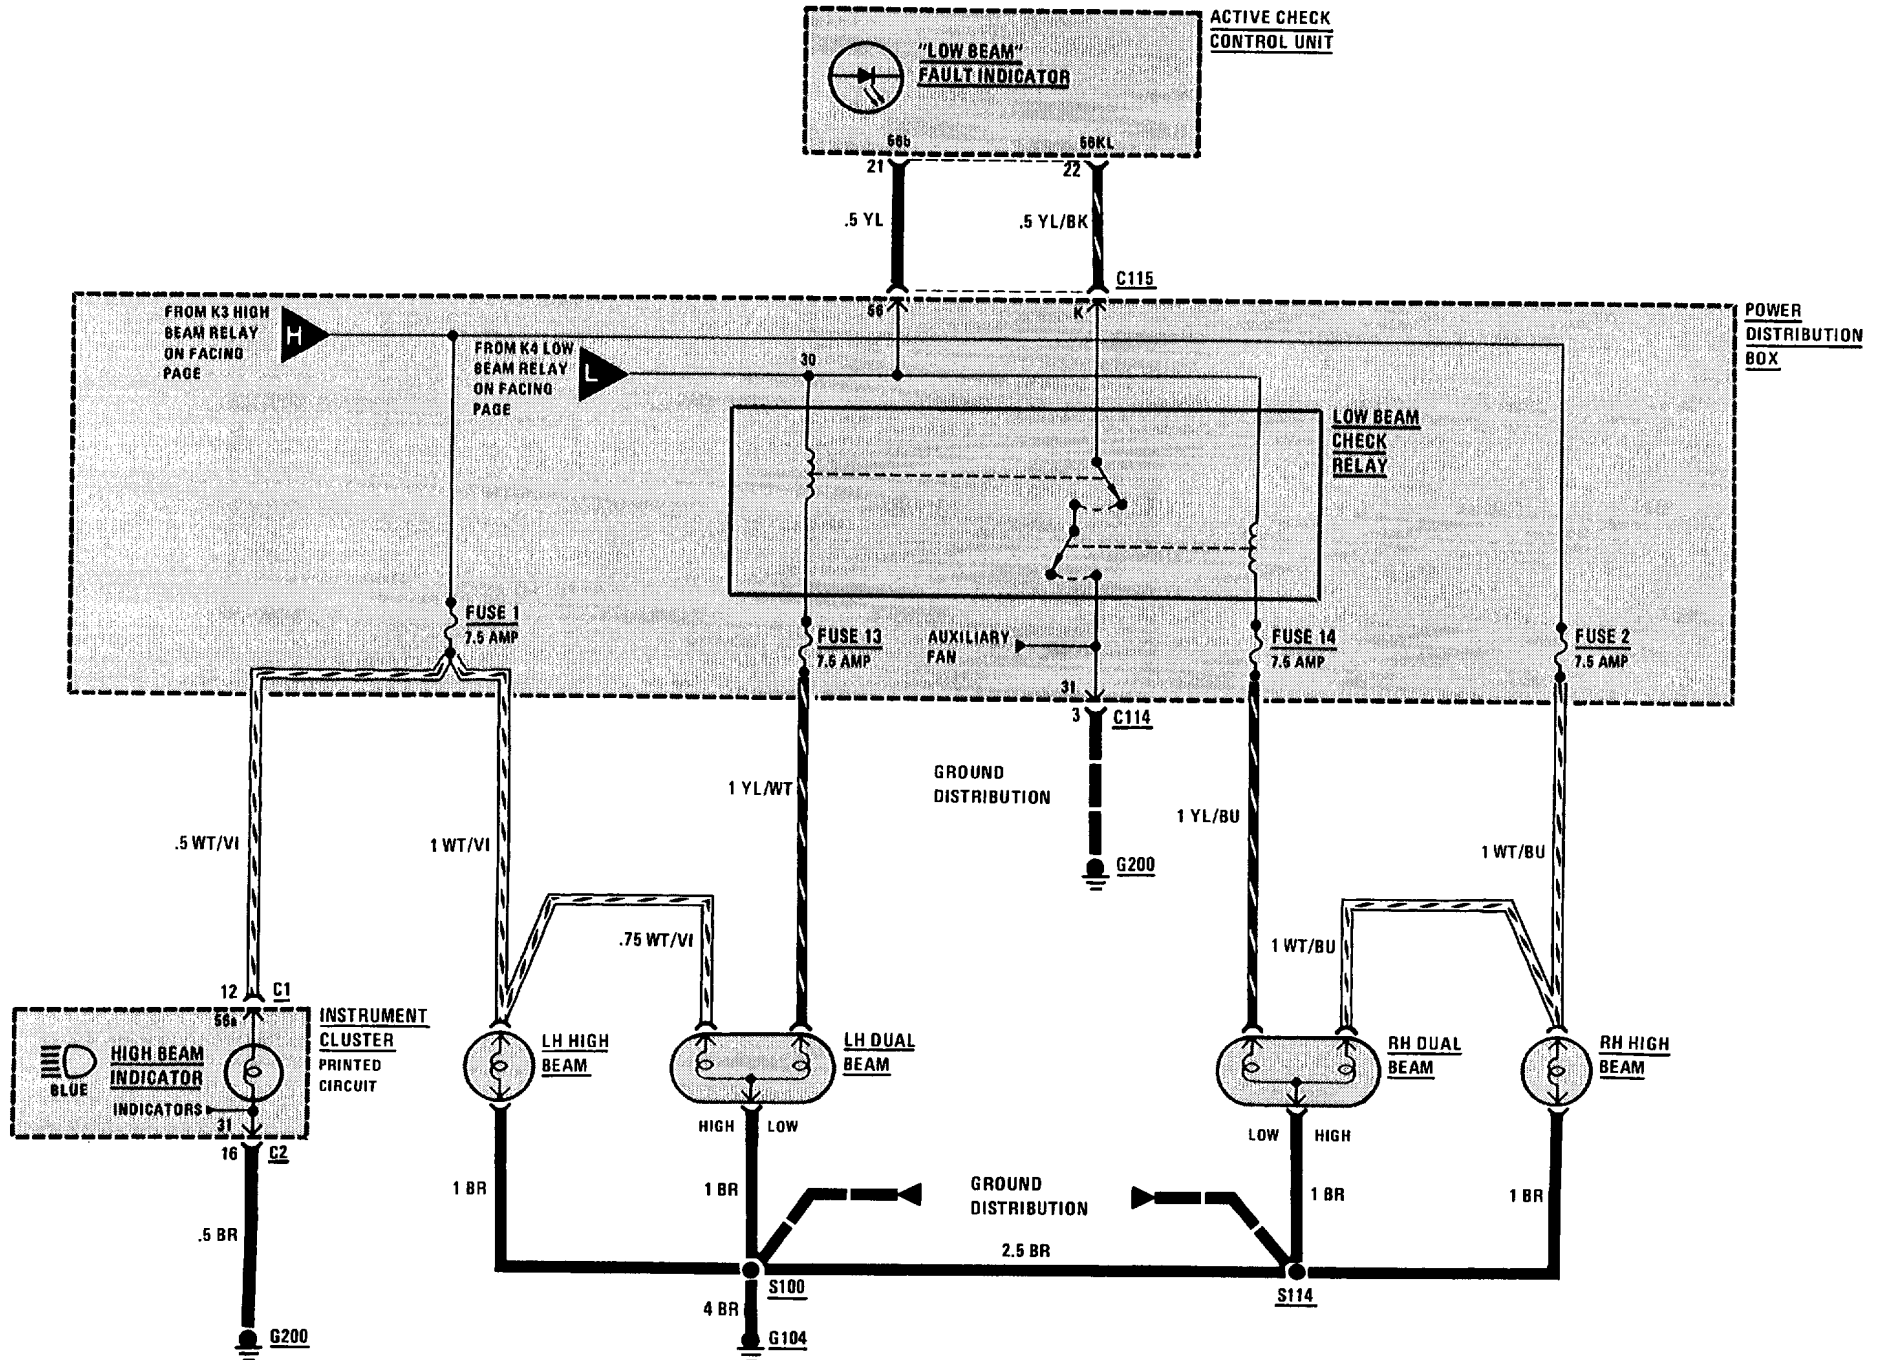 ACTIVE CHECK
CONTROL UNIT
"LOW BEAM"
FAULT INDICATOR
56b
56KL
21
22
.5 YL
.5 YL/BK
C115
56
K
POWER
DISTRIBUTION
BOX
FROM K3 HIGH
BEAM RELAY
ON FACING
PAGE
H
FROM K4 LOW
BEAM RELAY
ON FACING
PAGE
L
30
LOW BEAM
CHECK
RELAY
FUSE 1
7.5 AMP
FUSE 13
7.5 AMP
AUXILIARY
FAN
FUSE 14
7.5 AMP
FUSE 2
7.5 AMP
31
3
C114
GROUND
DISTRIBUTION
G200
.5 WT/VI
1 WT/VI
1 YL/WT
1 YL/BU
1 WT/BU
.75 WT/VI
1 WT/BU
12
C1
56a
INSTRUMENT
CLUSTER
PRINTED
CIRCUIT
HIGH BEAM
INDICATOR
BLUE
INDICATORS
31
16
C2
LH HIGH
BEAM
LH DUAL
BEAM
RH DUAL
BEAM
RH HIGH
BEAM
HIGH
LOW
LOW
HIGH
.5 BR
1 BR
1 BR
GROUND
DISTRIBUTION
1 BR
1 BR
2.5 BR
S100
S114
4 BR
G200
G104